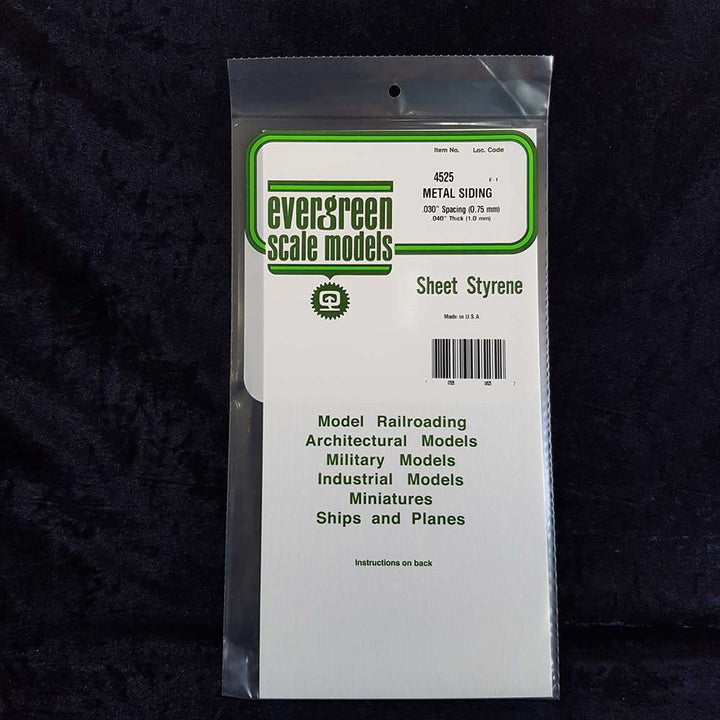 Item No. Loc. Code
4525 E-1
METAL SIDING
.030" Spacing (0.75 mm)
.040" Thick (1.0 mm)
evergreen
scale models
Sheet Styrene
Made in U.S.A.
Model Railroading
Architectural Models
Military Models
Industrial Models
Miniatures
Ships and Planes
Instructions on back